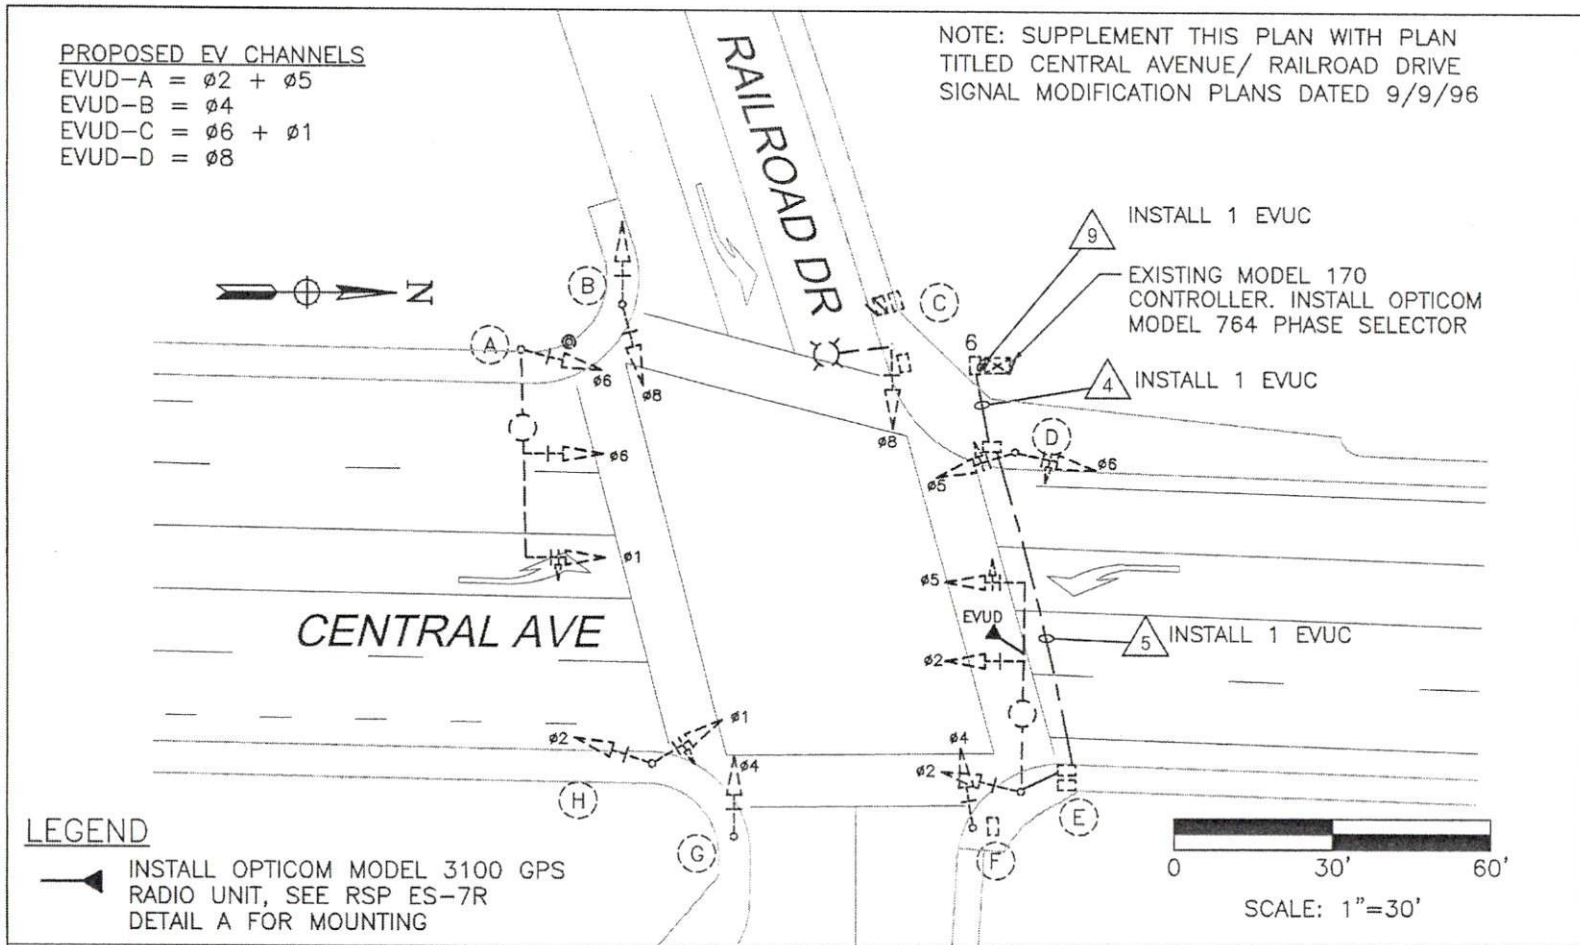 PROPOSED EV CHANNELS
EVUD-A = ø2 + ø5
EVUD-B = ø4
EVUD-C = ø6 + ø1
EVUD-D = ø8
NOTE: SUPPLEMENT THIS PLAN WITH PLAN
TITLED CENTRAL AVENUE/ RAILROAD DRIVE
SIGNAL MODIFICATION PLANS DATED 9/9/96
RAILROAD DR
9
INSTALL 1 EVUC
EXISTING MODEL 170
CONTROLLER. INSTALL OPTICOM
MODEL 764 PHASE SELECTOR
N
B
C
A
6
4
INSTALL 1 EVUC
ø6
ø8
ø8
D
ø6
ø6
ø5
ø1
ø5
CENTRAL AVE
EVUD
5
INSTALL 1 EVUC
ø2
ø1
ø2
ø4
ø4
ø2
H
E
G
F
LEGEND
INSTALL OPTICOM MODEL 3100 GPS
RADIO UNIT, SEE RSP ES-7R
DETAIL A FOR MOUNTING
0 30' 60'
SCALE: 1"=30'